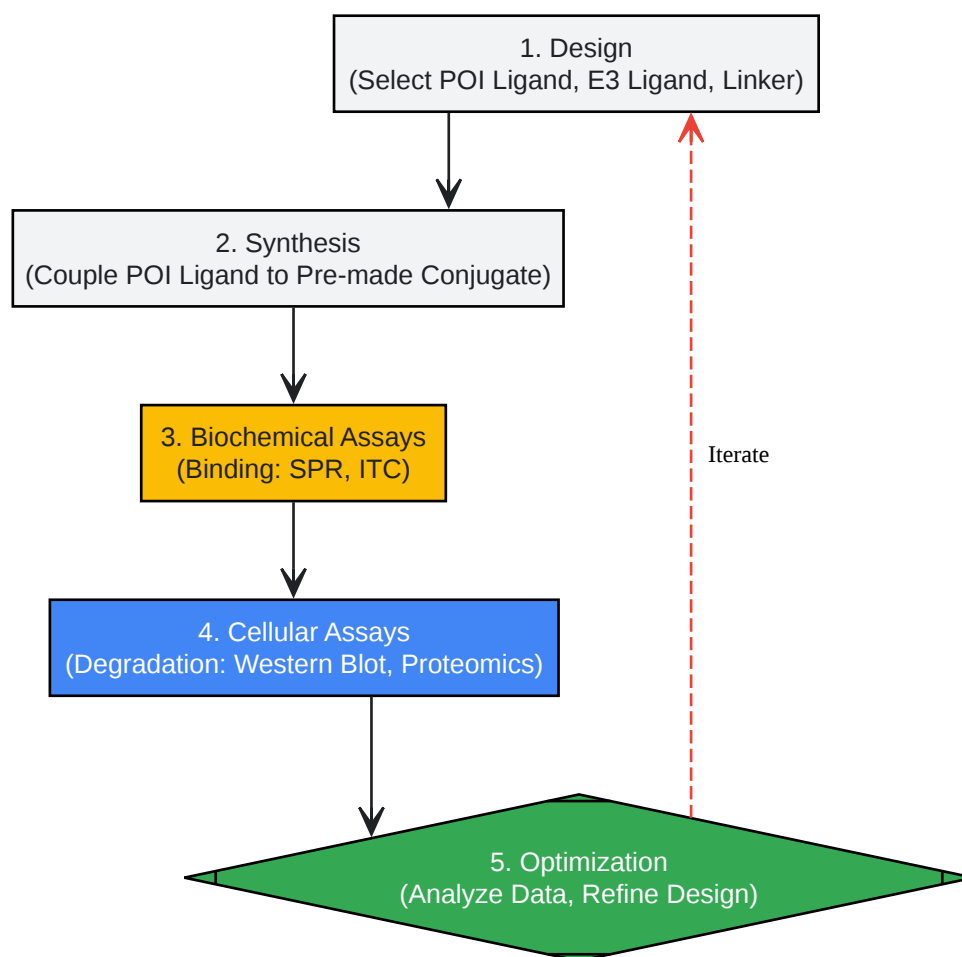 1. Design
(Select POI Ligand, E3 Ligand, Linker)
2. Synthesis
(Couple POI Ligand to Pre-made Conjugate)
3. Biochemical Assays
(Binding: SPR, ITC)
Iterate
4. Cellular Assays
(Degradation: Western Blot, Proteomics)
5. Optimization
(Analyze Data, Refine Design)